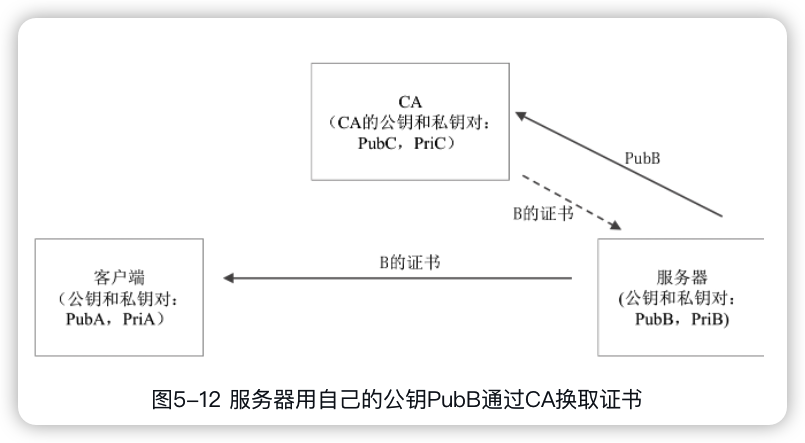 CA
（CA的公钥和私钥对：
PubC，PriC）
PubB
B的证书
B的证书
客户端
（公钥和私钥对：
PubA，PriA）
服务器
(公钥和私钥对：
PubB，PriB)
图5-12 服务器用自己的公钥PubB通过CA换取证书